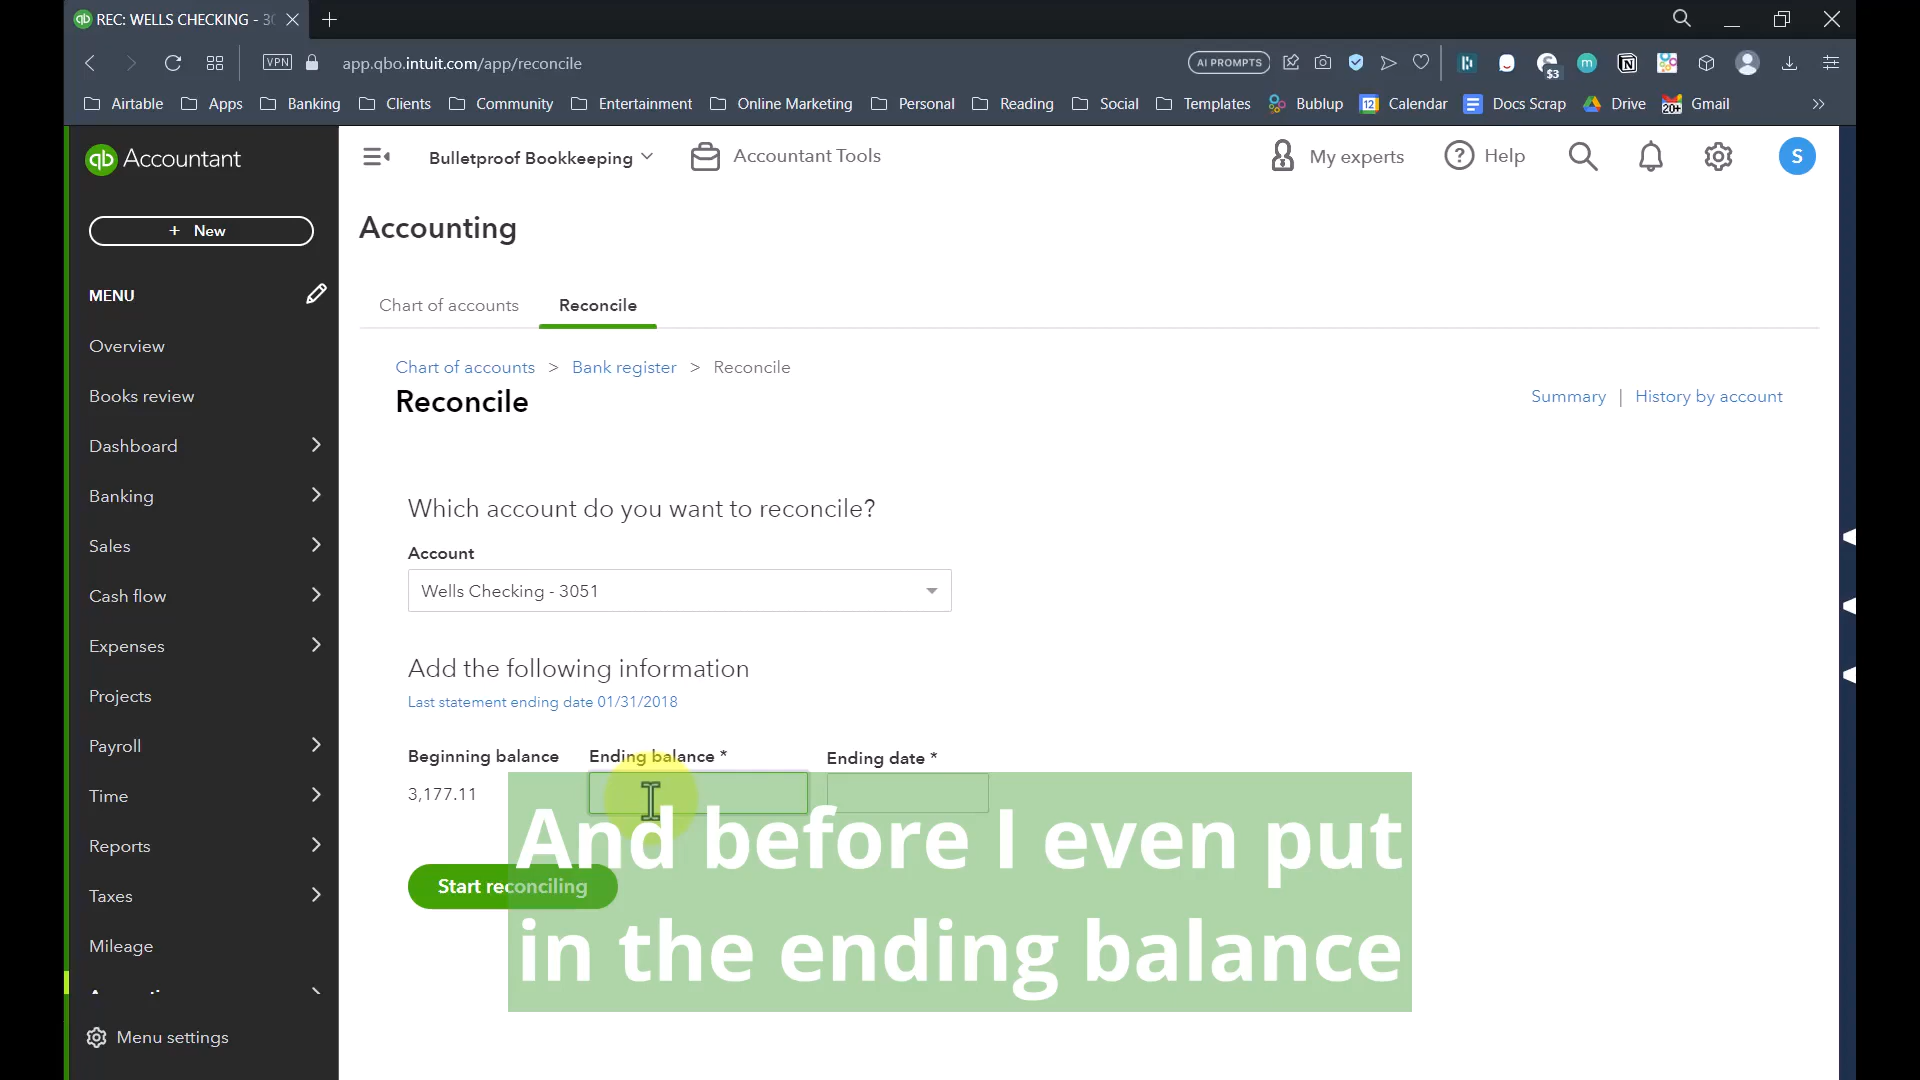 REC: WELLS CHECKING - 30
VPN
app.qbo.intuit.com/app/reconcile
AI PROMPTS
$3
m
Airtable
Apps
Banking
Clients
Community
Entertainment
Online Marketing
Personal
Reading
Social
Templates
Bublup
12
Calendar
Docs Scrap
Drive
20+
Gmail
qb Accountant
Bulletproof Bookkeeping
Accountant Tools
My experts
Help
S
+ New
MENU
Overview
Books review
Dashboard
Banking
Sales
Cash flow
Expenses
Projects
Payroll
Time
Reports
Taxes
Mileage
Menu settings
Accounting
Chart of accounts
Reconcile
Chart of accounts > Bank register > Reconcile
Reconcile
Summary | History by account
Which account do you want to reconcile?
Account
Wells Checking - 3051
Add the following information
Last statement ending date 01/31/2018
Beginning balance
Ending balance *
Ending date *
3,177.11
Start reconciling
And before I even put
in the ending balance